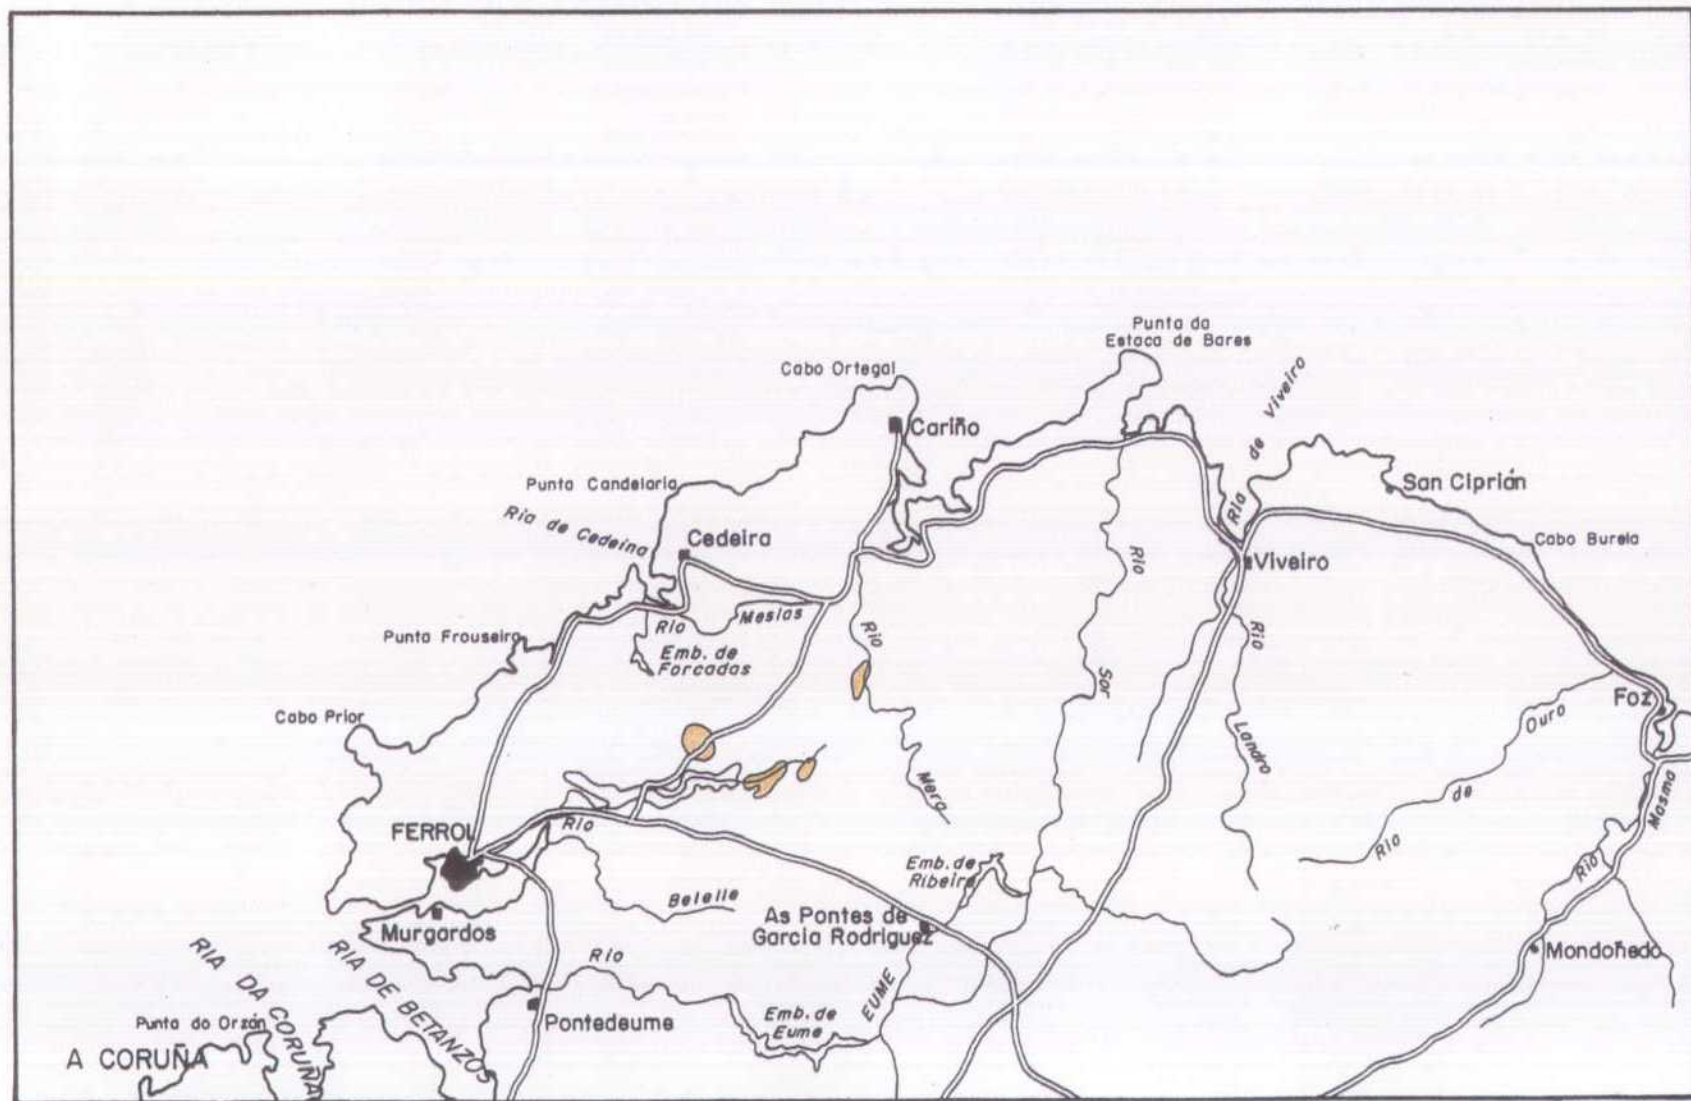 Punta da
Estaca de Bares
Cabo Ortegal
Ria de Viveiro
Cariño
Punta Candelaria
San Ciprián
Ria de Cedeina
Cedeira
Cabo Burela
Viveiro
Rio
Mesias
Rio
Rio
Rio
Punta Frouseira
Emb. de
Forcadas
Sor
Foz
Cabo Prior
Ouro
Landro
Mera
de
Masma
FERROL
Rio
Rio
Emb. de
Ribeira
Rio
Belelle
As Pontes de
Garcia Rodriguez
Murgardos
Mondoñedo
RIA DA CORUÑA
RIA DE BETANZOS
Rio
EUME
Pontedeume
Emb. de
Eume
Punta do Orzán
A CORUÑA